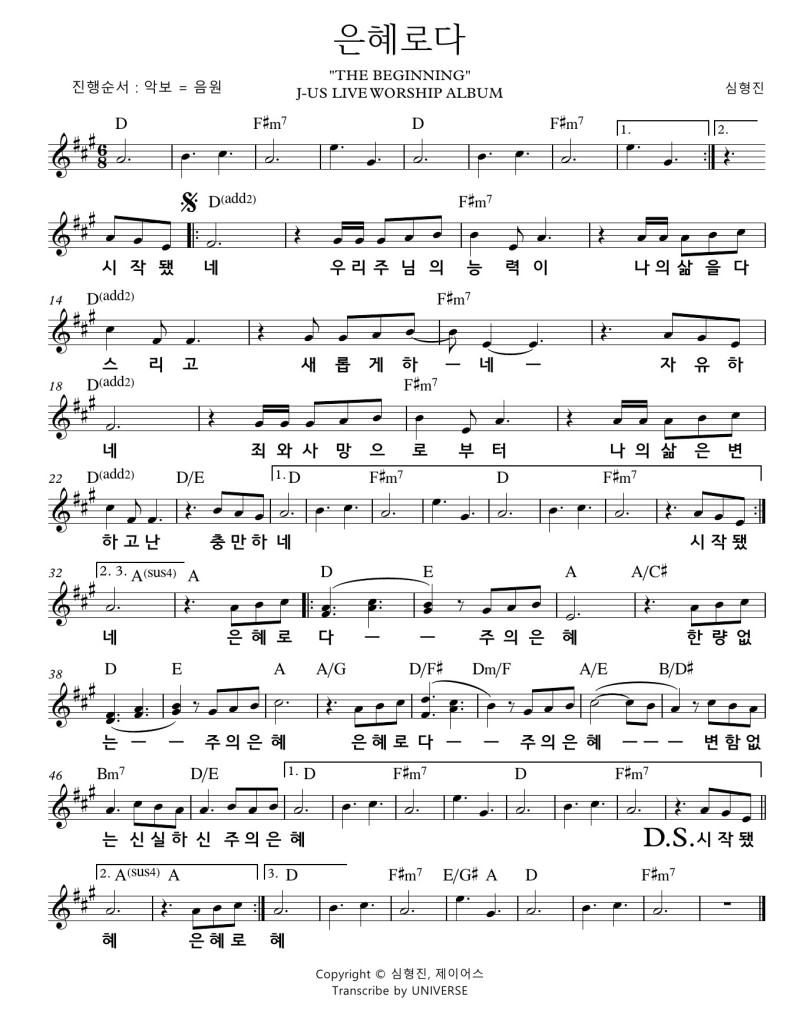 은혜로다
"THE BEGINNING"
진행순서 : 악보 = 음원
J-US LIVE WORSHIP ALBUM
심형진
D F#m7 D F#m7 1. 2.
D(add2) F#m7
시 작 됐 네 우 리 주 님 의 능 력 이 나 의 삶 을 다
14 D(add2) F#m7
스 리 고 새 롭 게 하 ㅡ 네 ㅡ 자 유 하
18 D(add2) F#m7
네 죄 와 사 망 으 로 부 터 나 의 삶 은 변
22 D(add2) D/E 1. D F#m7 D F#m7
하 고 난 충 만 하 네 시 작 됐
32 2. 3. A(sus4) A D E A A/C#
네 은 혜 로 다 ㅡ ㅡ 주 의 은 혜 한 량 없
38 D E A A/G D/F# Dm/F A/E B/D#
는 ㅡ ㅡ 주 의 은 혜 은 혜 로 다 ㅡ ㅡ 주 의 은 혜 ㅡ ㅡ ㅡ 변 함 없
46 Bm7 D/E 1. D F#m7 D F#m7
는 신 실 하 신 주 의 은 혜 D.S. 시 작 됐
2. A(sus4) A 3. D F#m7 E/G# A D F#m7
혜 은 혜 로 혜
Copyright © 심형진, 제이어스
Transcribe by UNIVERSE